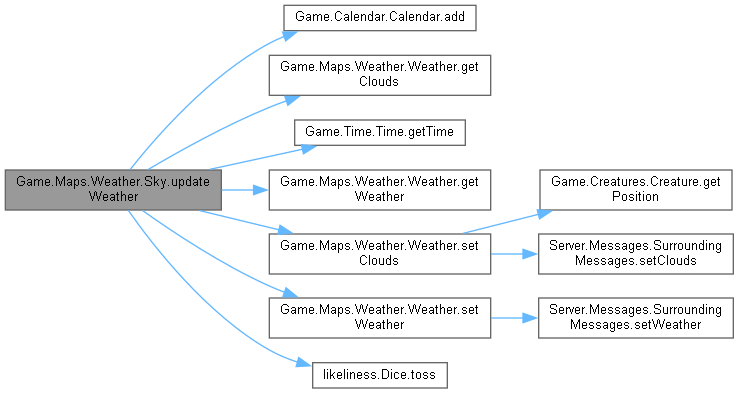 Game.Calendar.Calendar.add
Game.Maps.Weather.Weather.get
Clouds
Game.Time.Time.getTime
Game.Maps.Weather.Sky.update
Weather
Game.Maps.Weather.Weather.get
Weather
Game.Creatures.Creature.get
Position
Game.Maps.Weather.Weather.set
Clouds
Server.Messages.Surrounding
Messages.setClouds
Game.Maps.Weather.Weather.set
Weather
Server.Messages.Surrounding
Messages.setWeather
likeliness.Dice.toss